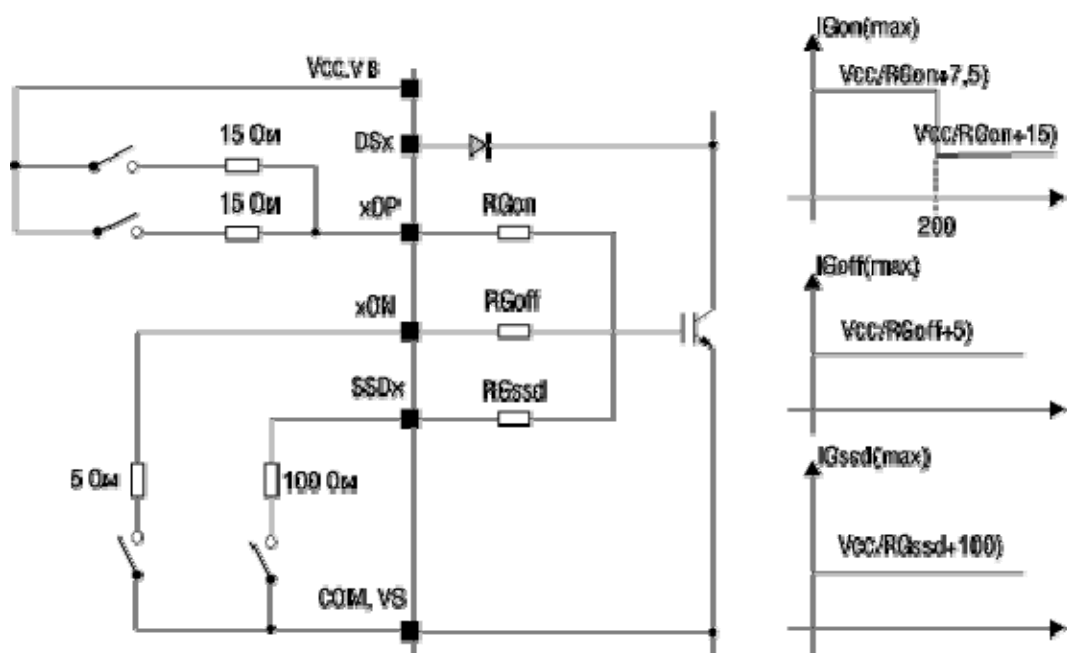 VCC.VB
DSx
15 Ом
15 Ом
xOP'
RGon
xON
RGoff
SSDx
RGssd
5 Ом
100 Ом
COM, VS
IGon(max)
VCC/RGon+7,5)
VCC/RGon+15)
200
IGoff(max)
VCC/RGoff+5)
IGssd(max)
VCC/RGssd+100)